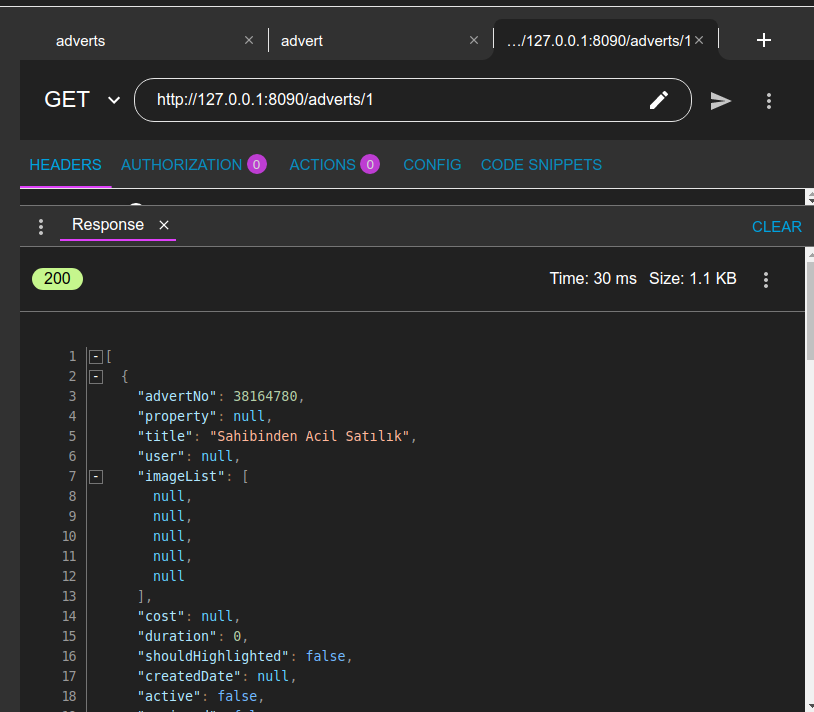 adverts × advert × …/127.0.0.1:8090/adverts/1 × +
GET http://127.0.0.1:8090/adverts/1
HEADERS AUTHORIZATION 0 ACTIONS 0 CONFIG CODE SNIPPETS
Response ×
CLEAR
200 Time: 30 ms Size: 1.1 KB
1 - [
2 - {
3 "advertNo": 38164780,
4 "property": null,
5 "title": "Sahibinden Acil Satılık",
6 "user": null,
7 - "imageList": [
8 null,
9 null,
10 null,
11 null,
12 null
13 ],
14 "cost": null,
15 "duration": 0,
16 "shouldHighlighted": false,
17 "createdDate": null,
18 "active": false,